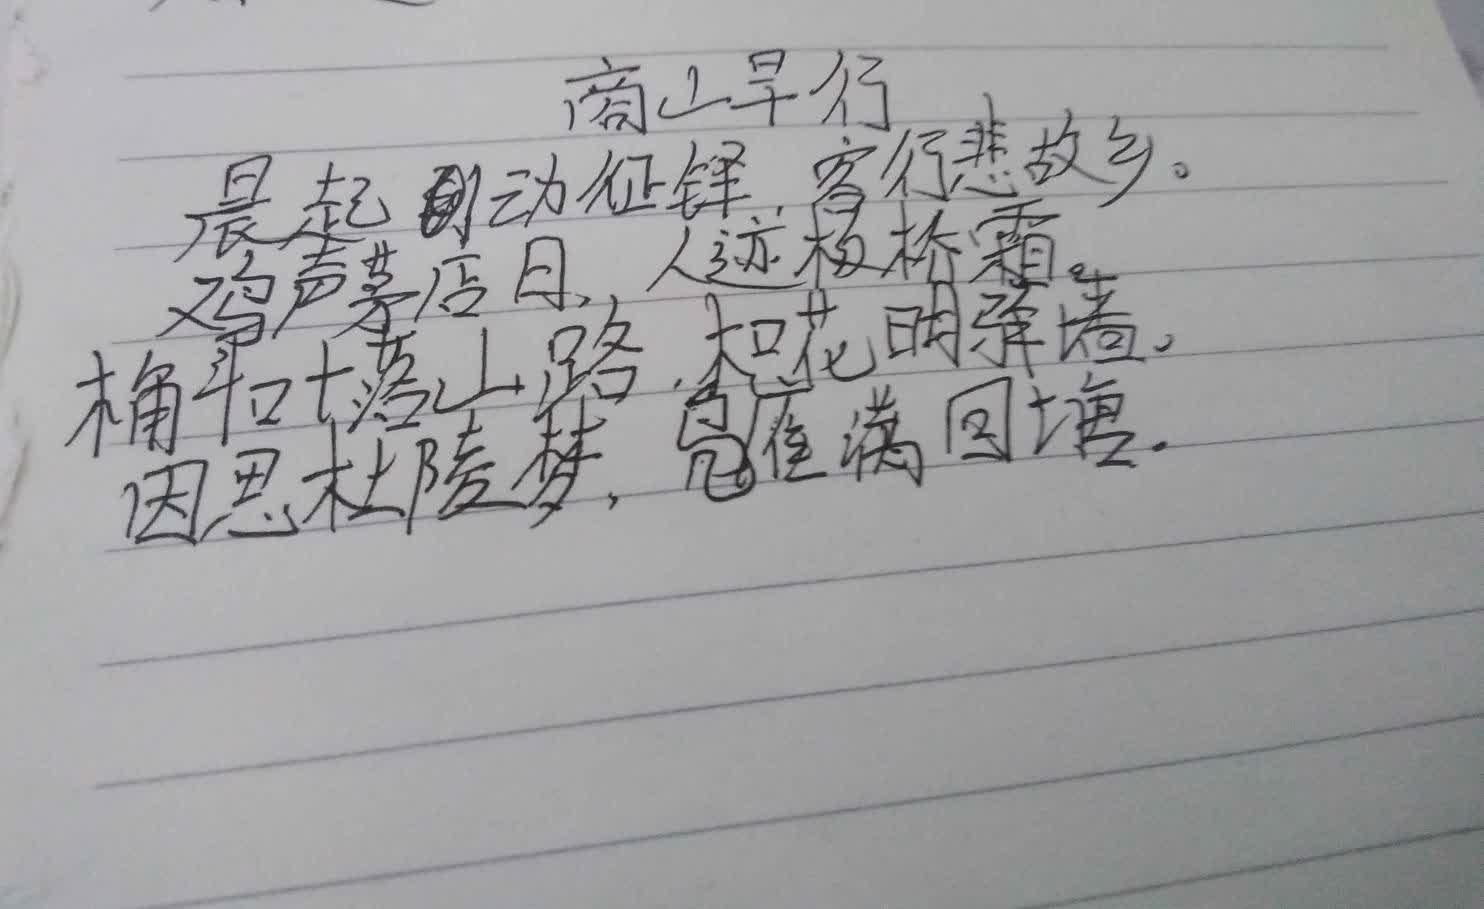 商山早行
晨起动征铎,客行悲故乡。
鸡声茅店月,人迹板桥霜。
桷斗叶落山路,枳花明驿墙。
因思杜陵梦,凫雁满回塘.